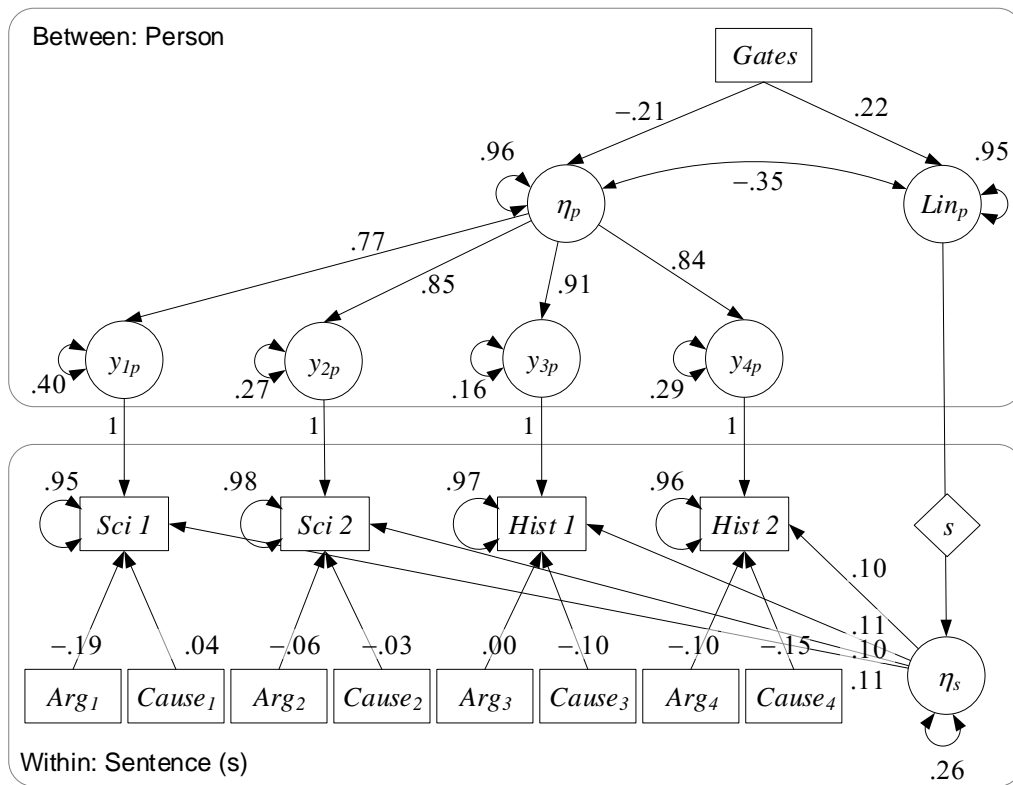 Between: Person
Gates
−.21
.22
.96
.95
−.35
ηp
Linp
.77
.85
.91
.84
y1p
y2p
y3p
y4p
.40
.27
.16
.29
1
1
1
1
.95
.98
.97
.96
Sci 1
Sci 2
Hist 1
Hist 2
s
.10
.11
.10
.11
−.19
.04
−.06
−.03
.00
−.10
−.10
−.15
Arg1
Cause1
Arg2
Cause2
Arg3
Cause3
Arg4
Cause4
ηs
Within: Sentence (s)
.26